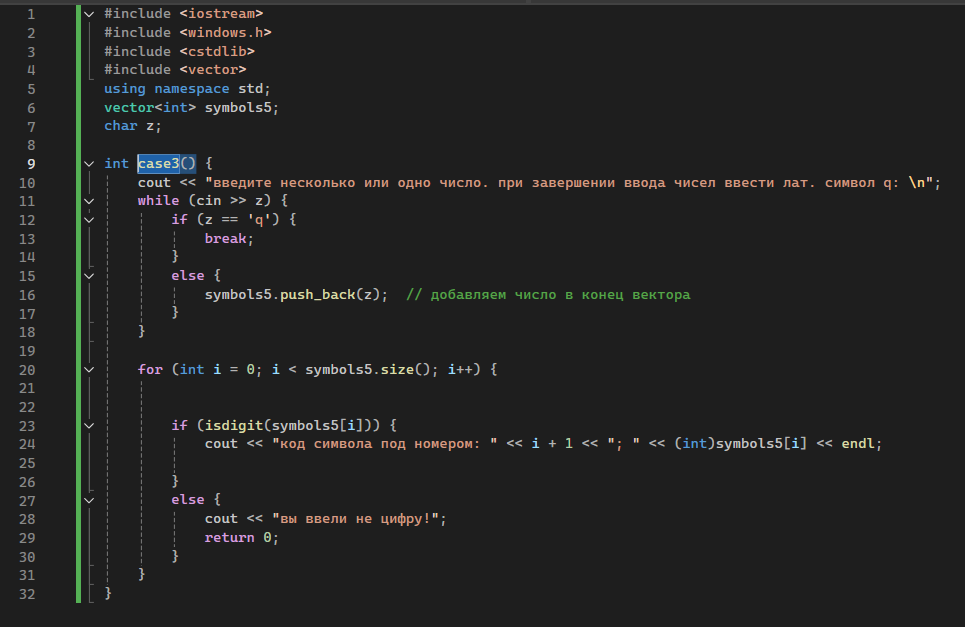 1 #include <iostream>
2 #include <windows.h>
3 #include <cstdlib>
4 #include <vector>
5 using namespace std;
6 vector<int> symbols5;
7 char z;
8
9 int case3() {
10 cout << "введите несколько или одно число. при завершении ввода чисел ввести лат. символ q: \n";
11 while (cin >> z) {
12 if (z == 'q') {
13 break;
14 }
15 else {
16 symbols5.push_back(z);  // добавляем число в конец вектора
17 }
18 }
19
20 for (int i = 0; i < symbols5.size(); i++) {
21
22
23 if (isdigit(symbols5[i])) {
24 cout << "код символа под номером: " << i + 1 << "; " << (int)symbols5[i] << endl;
25
26 }
27 else {
28 cout << "вы ввели не цифру!";
29 return 0;
30 }
31 }
32 }